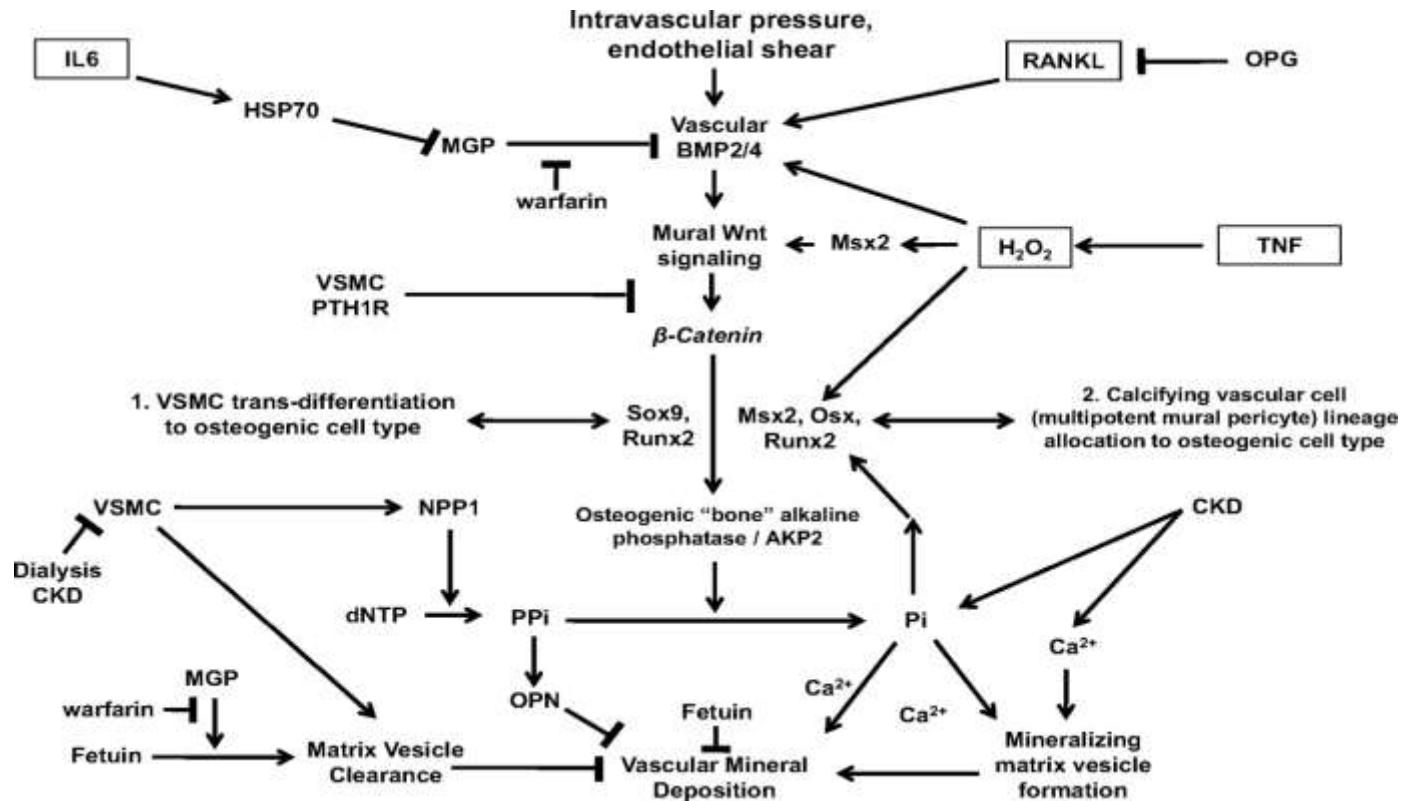 Intravascular pressure,
endothelial shear
IL6
RANKL
OPG
HSP70
MGP
Vascular
BMP2/4
warfarin
Mural Wnt
signaling
Msx2
H₂O₂
TNF
VSMC
PTH1R
β-Catenin
1. VSMC trans-differentiation
to osteogenic cell type
Sox9,
Runx2
Msx2, Osx,
Runx2
2. Calcifying vascular cell
(multipotent mural pericyte) lineage
allocation to osteogenic cell type
VSMC
NPP1
Osteogenic “bone” alkaline
phosphatase / AKP2
CKD
Dialysis
CKD
dNTP
PPi
Pi
Ca²⁺
MGP
warfarin
OPN
Ca²⁺
Fetuin
Ca²⁺
Fetuin
Matrix Vesicle
Clearance
Vascular Mineral
Deposition
Mineralizing
matrix vesicle
formation